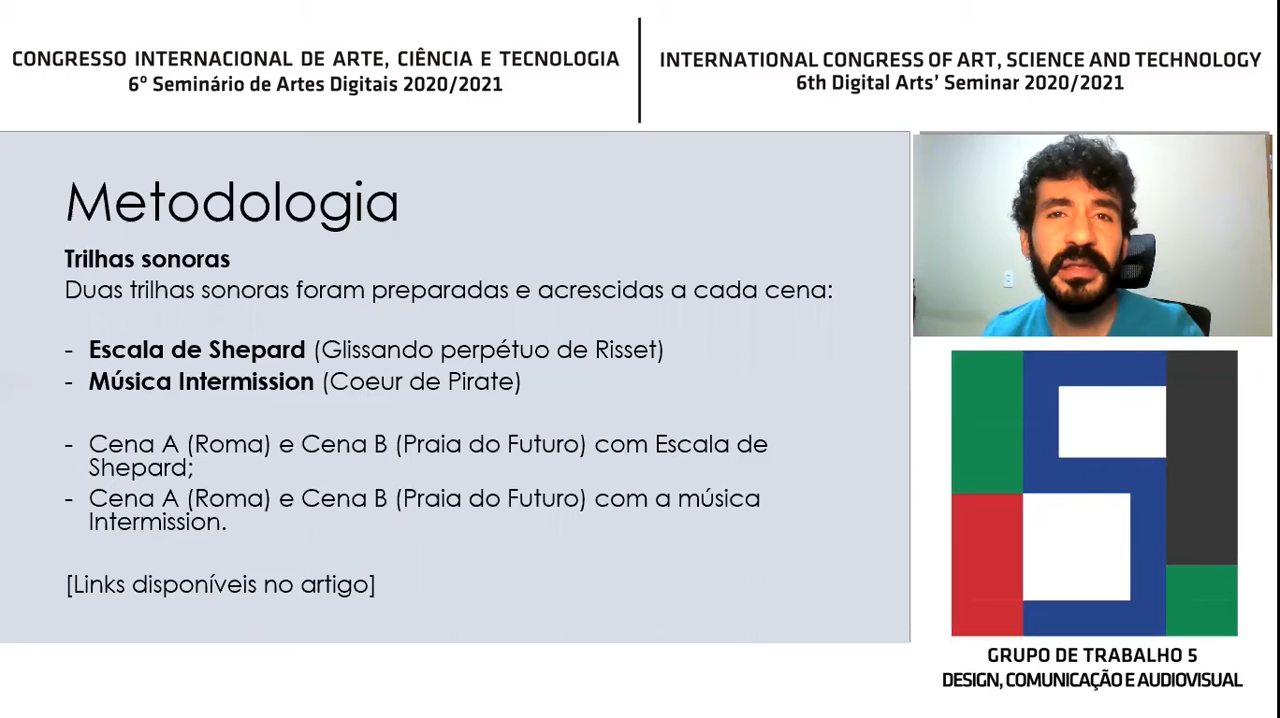 CONGRESSO INTERNACIONAL DE ARTE, CIÊNCIA E TECNOLOGIA
6º Seminário de Artes Digitais 2020/2021
INTERNATIONAL CONGRESS OF ART, SCIENCE AND TECHNOLOGY
6th Digital Arts’ Seminar 2020/2021
Metodologia
Trilhas sonoras
Duas trilhas sonoras foram preparadas e acrescidas a cada cena:
- Escala de Shepard (Glissando perpétuo de Risset)
- Música Intermission (Coeur de Pirate)
- Cena A (Roma) e Cena B (Praia do Futuro) com Escala de
Shepard;
- Cena A (Roma) e Cena B (Praia do Futuro) com a música
Intermission.
[Links disponíveis no artigo]
GRUPO DE TRABALHO 5
DESIGN, COMUNICAÇÃO E AUDIOVISUAL